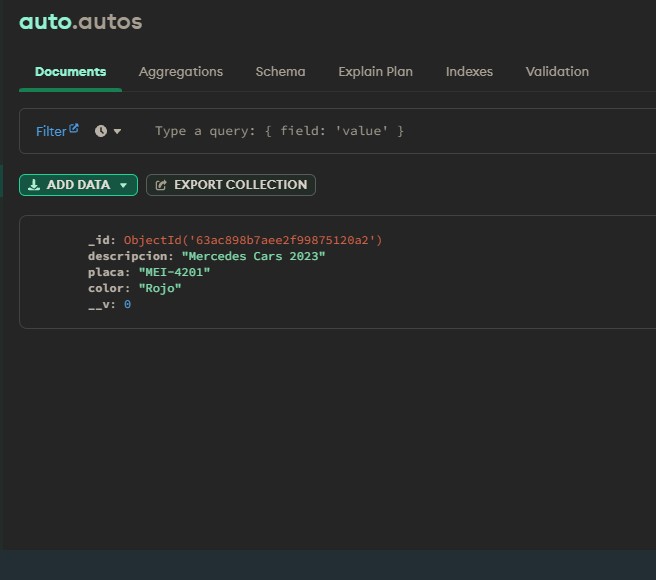 auto.autos
Documents Aggregations Schema Explain Plan Indexes Validation
Filter Type a query: { field: 'value' }
ADD DATA EXPORT COLLECTION
_id: ObjectId('63ac898b7aee2f99875120a2')
descripcion: "Mercedes Cars 2023"
placa: "MEI-4201"
color: "Rojo"
__v: 0